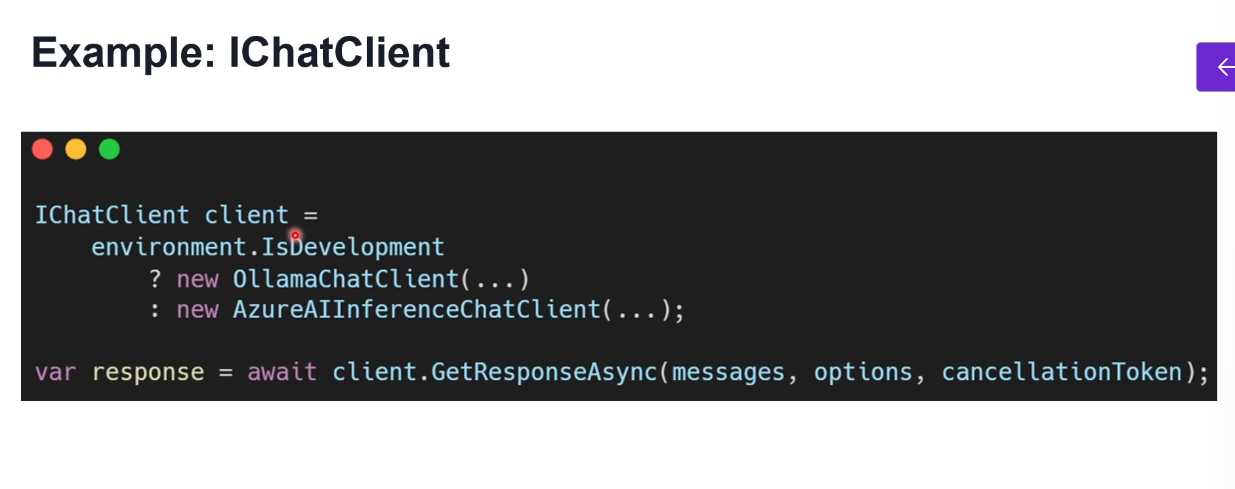 Example: IChatClient
IChatClient client =
    environment.IsDevelopment
        ? new OllamaChatClient(...)
        : new AzureAIInferenceChatClient(...);
var response = await client.GetResponseAsync(messages, options, cancellationToken);